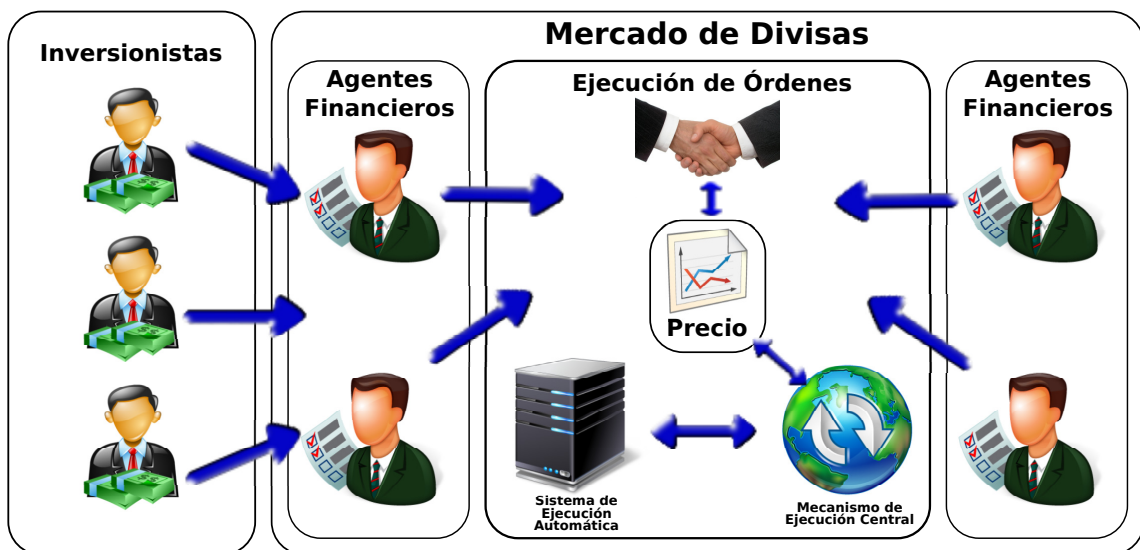 Inversionistas
Mercado de Divisas
Agentes
Financieros
Ejecución de Órdenes
Agentes
Financieros
Precio
Sistema de
Ejecución
Automática
Mecanismo de
Ejecución Central